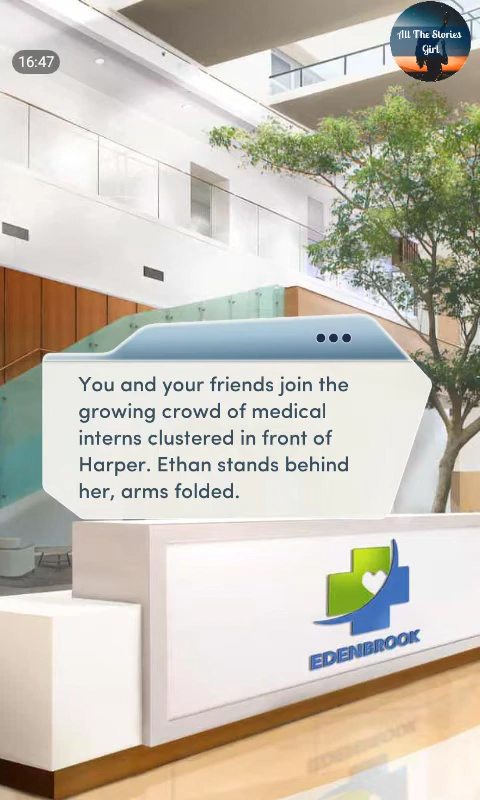 16:47
All The Stories
Girl
You and your friends join the
growing crowd of medical
interns clustered in front of
Harper. Ethan stands behind
her, arms folded.
EDENBROOK